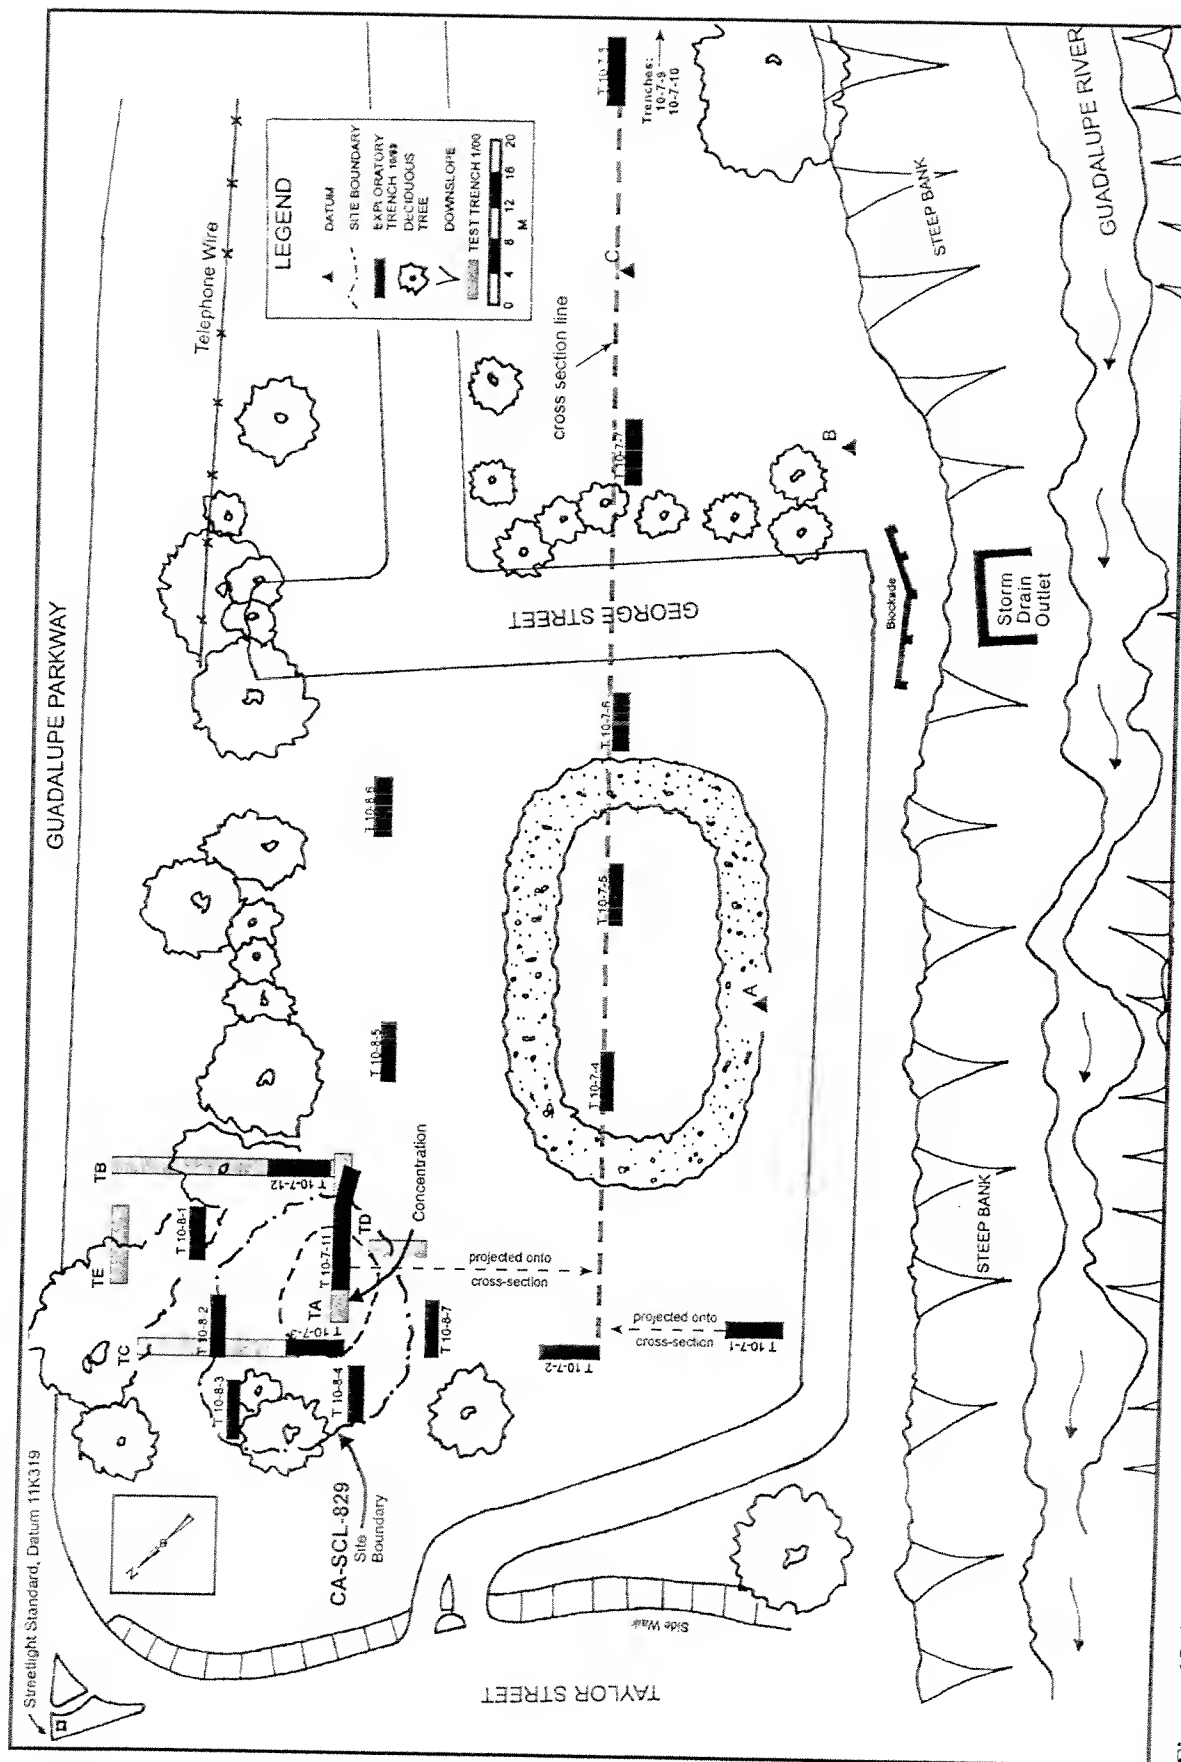 Streetlight Standard, Datum 11K319
GUADALUPE PARKWAY
Telephone Wire
LEGEND
DATUM
SITE BOUNDARY
EXPLORATORY
TRENCH
DECIDUOUS
TREE
DOWNSLOPE
TEST TRENCH 1/00
0 4 8 12 16 20
M
TC
TE
TB
T 10-8-1
T 10-8-2
T 10-8-3
T 10-8-4
T 10-7-3
T 10-7-12
TA
T 10-7-11
TD
Concentration
T 10-8-7
T 10-8-5
T 10-8-6
CA-SCL-829
Site
Boundary
projected onto
cross-section
projected onto
cross-section
T 10-7-2
T 10-7-1
T 10-7-4
T 10-7-5
T 10-7-6
T 10-7-7
cross section line
Trenches:
10-7-9
10-7-10
A
B
C
GEORGE STREET
TAYLOR STREET
Side Walk
Blockade
Storm
Drain
Outlet
STEEP BANK
STEEP BANK
GUADALUPE RIVER